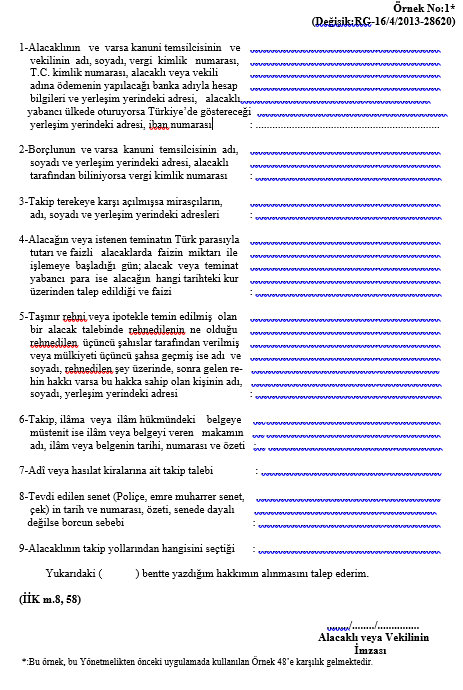 Örnek No:1*
(Değişik:RG-16/4/2013-28620)
1-Alacaklının ve varsa kanuni temsilcisinin ve
vekilinin adı, soyadı, vergi kimlik numarası,
T.C. kimlik numarası, alacaklı veya vekili
adına ödemenin yapılacağı banka adıyla hesap
bilgileri ve yerleşim yerindeki adresi, alacaklı
yabancı ülkede oturuyorsa Türkiye’de göstereceği
yerleşim yerindeki adresi, iban numarası : ................................................................
2-Borçlunun ve varsa kanuni temsilcisinin adı,
soyadı ve yerleşim yerindeki adresi, alacaklı
tarafından biliniyorsa vergi kimlik numarası :
3-Takip terekeye karşı açılmışsa mirasçıların,
adı, soyadı ve yerleşim yerindeki adresleri :
4-Alacağın veya istenen teminatın Türk parasıyla
tutarı ve faizli alacaklarda faizin miktarı ile
işlemeye başladığı gün; alacak veya teminat
yabancı para ise alacağın hangi tarihteki kur
üzerinden talep edildiği ve faizi :
5-Taşınır rehni veya ipotekle temin edilmiş olan
bir alacak talebinde rehnedilenin ne olduğu
rehnedilen üçüncü şahıslar tarafından verilmiş
veya mülkiyeti üçüncü şahsa geçmiş ise adı ve
soyadı, rehnedilen şey üzerinde, sonra gelen re-
hin hakkı varsa bu hakka sahip olan kişinin adı,
soyadı, yerleşim yerindeki adresi :
6-Takip, ilâma veya ilâm hükmündeki belgeye
müstenit ise ilâm veya belgeyi veren makamın
adı, ilâm veya belgenin tarihi, numarası ve özeti :
7-Adî veya hasılat kiralarına ait takip talebi :
8-Tevdi edilen senet (Poliçe, emre muharrer senet,
çek) in tarih ve numarası, özeti, senede dayalı
değilse borcun sebebi :
9-Alacaklının takip yollarından hangisini seçtiği :
Yukarıdaki ( ) bentte yazdığım hakkımın alınmasını talep ederim.
(İİK m.8, 58)
......../......../...............
Alacaklı veya Vekilinin
İmzası
*:Bu örnek, bu Yönetmelikten önceki uygulamada kullanılan Örnek 48’e karşılık gelmektedir.